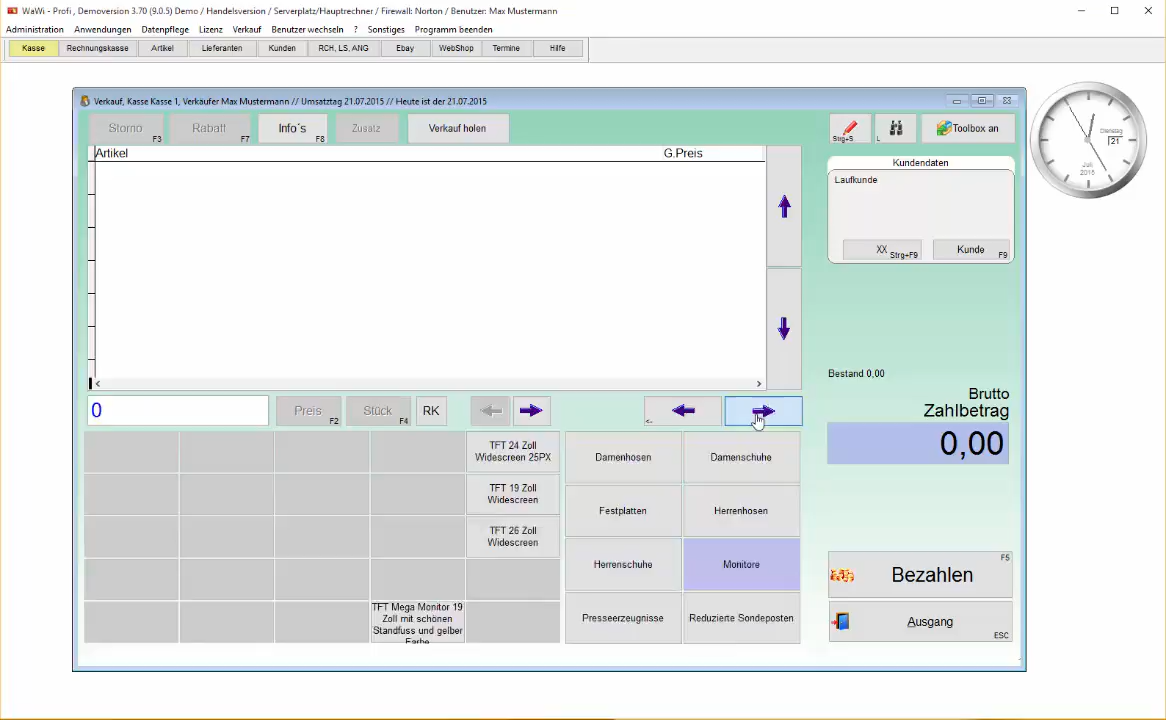 WaWi - Profi , Demoversion 3.70 (9.0.5) Demo / Handelsversion / Serverplatz/Hauptrechner / Firewall: Norton / Benutzer: Max Mustermann
Administration Anwendungen Datenpflege Lizenz Verkauf Benutzer wechseln ? Sonstiges Programm beenden
Kasse Rechnungskasse Artikel Lieferanten Kunden RCH, LS, ANG Ebay WebShop Termine Hilfe
Verkauf, Kasse Kasse 1, Verkäufer Max Mustermann // Umsatztag 21.07.2015 // Heute ist der 21.07.2015
Storno F3 Rabatt F7 Info´s F8 Zusatz Verkauf holen Strg+S L Toolbox an
Artikel G.Preis
Kundendaten
Laufkunde
XX Strg+F9 Kunde F9
Dienstag
21
Juli
2015
Bestand 0,00
Brutto
Zahlbetrag
0,00
0 Preis F2 Stück F4 RK <-
TFT 24 Zoll
Widescreen 25PX
TFT 19 Zoll
Widescreen
TFT 26 Zoll
Widescreen
TFT Mega Monitor 19
Zoll mit schönen
Standfuss und gelber
Farbe
Damenhosen Damenschuhe
Festplatten Herrenhosen
Herrenschuhe Monitore
Presseerzeugnisse Reduzierte Sondeposten
Bezahlen F5
Ausgang ESC